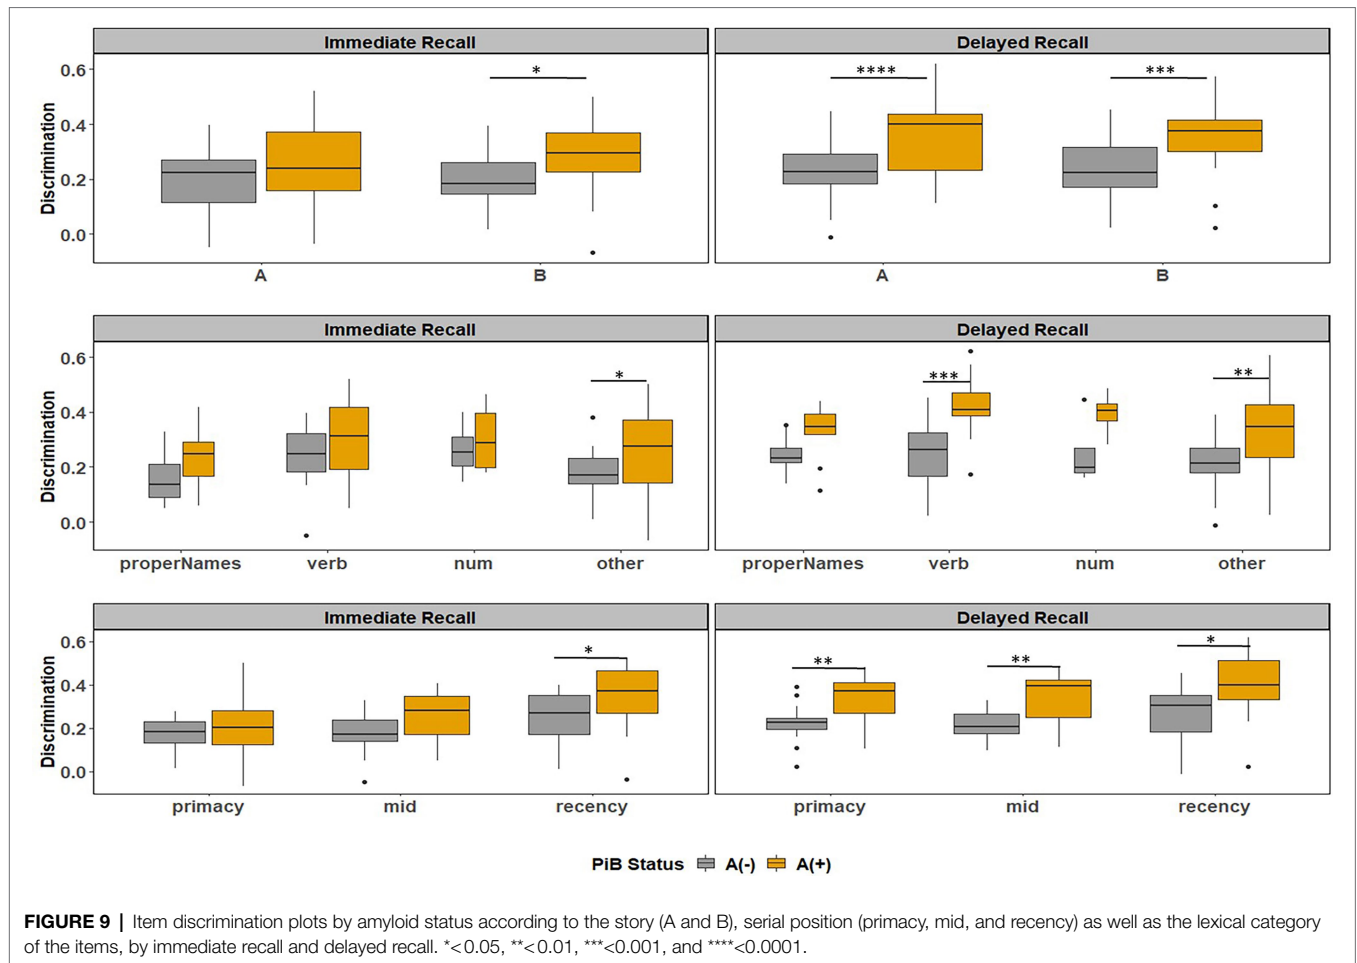 Immediate Recall Delayed Recall
* **** ***
Discrimination
0.6
0.4
0.2
0.0
A B A B
Immediate Recall Delayed Recall
* *** **
Discrimination
0.6
0.4
0.2
0.0
properNames verb num other properNames verb num other
Immediate Recall Delayed Recall
* ** ** *
Discrimination
0.6
0.4
0.2
0.0
primacy mid recency primacy mid recency
PiB Status A(-) A(+)
FIGURE 9 | Item discrimination plots by amyloid status according to the story (A and B), serial position (primacy, mid, and recency) as well as the lexical category
of the items, by immediate recall and delayed recall. *<0.05, **<0.01, ***<0.001, and ****<0.0001.